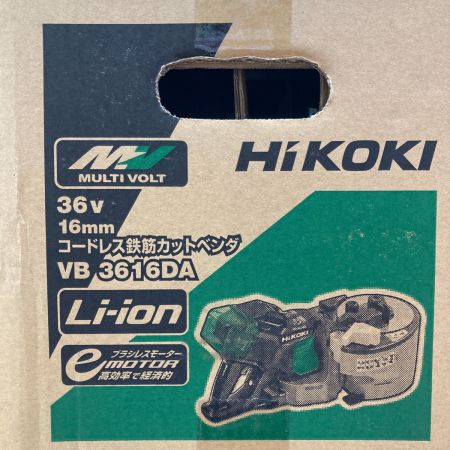 MV
MULTI VOLT
HiKOKI
36V
16mm
コードレス鉄筋カットベンダ
VB 3616DA
Li-ion
ブラシレスモーター
e MOTOR
高効率で経済的
HiKOKI